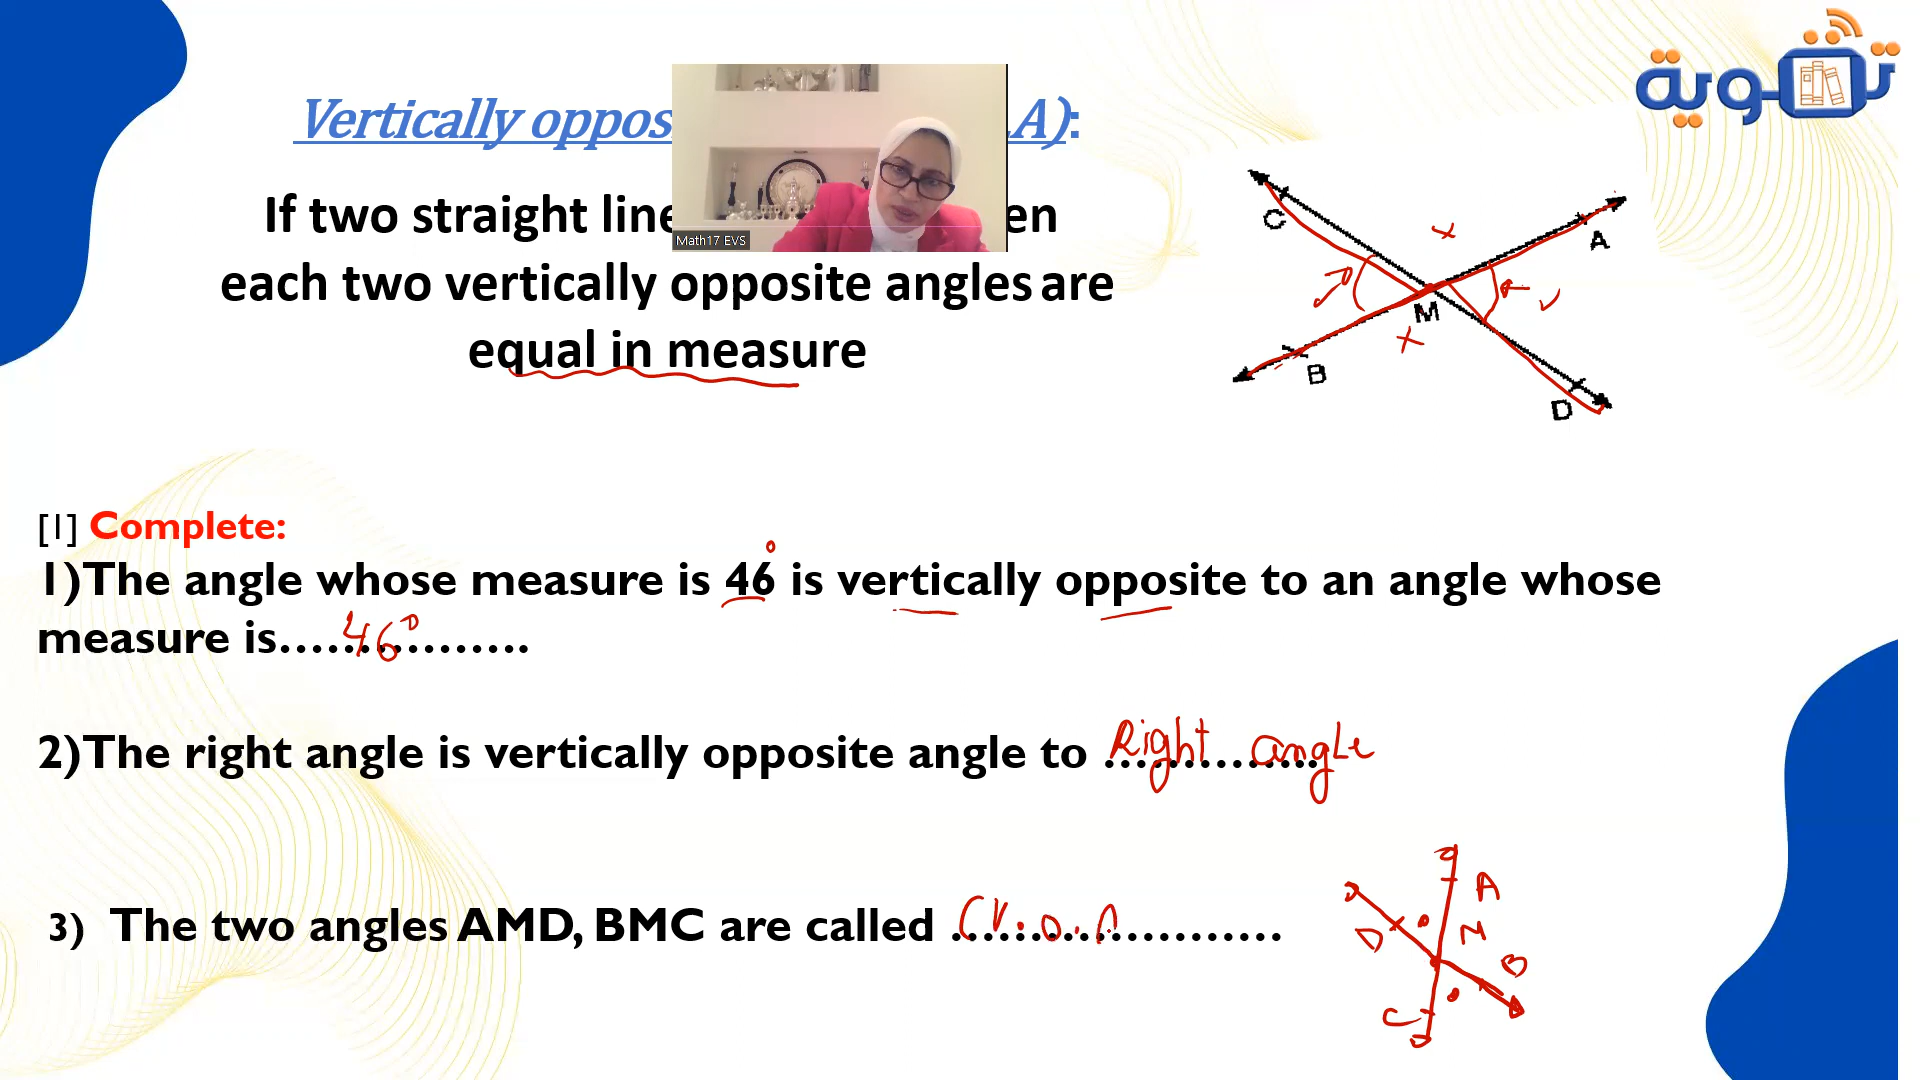 تشوية
Vertically oppos .A):
If two straight line en
each two vertically opposite angles are
equal in measure
Math17 EVS
C
A
M
B
D
[1] Complete:
1)The angle whose measure is 46° is vertically opposite to an angle whose
measure is................ 46°
2)The right angle is vertically opposite angle to .............. Right angle
3) The two angles AMD, BMC are called ..................... (V.O.A
A
D
M
B
C